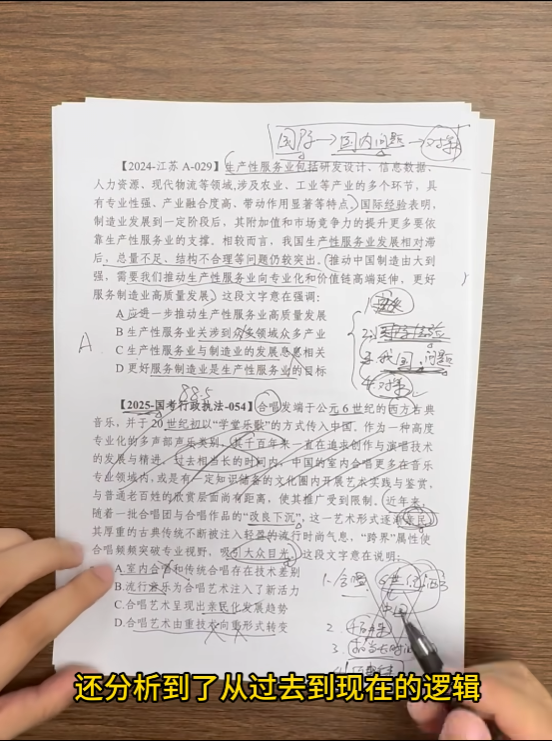 国际→国内问题→对策
【2024-江苏 A-029】生产性服务业包括研发设计、信息数据、
人力资源、现代物流等领域,涉及农业、工业等产业的多个环节,具
有专业性强、产业融合度高、带动作用显著等特点。国际经验表明,
制造业发展到一定阶段后,其附加值和市场竞争力的提升更多要依
靠生产性服务业的支撑。相较而言,我国生产性服务业发展相对滞
后,总量不足、结构不合理等问题仍较突出。推动中国制造由大到
强,需要我们推动生产性服务业向专业化和价值链高端延伸,更好
服务制造业高质量发展。这段文字意在强调:
A 应进一步推动生产性服务业高质量发展
B 生产性服务业关涉到众多领域众多产业
C 生产性服务业与制造业的发展息息相关
D 更好服务制造业是生产性服务业的目标
A
2.国际经验
3.我国问题
4.对策
88.5
【2025-国考行政执法-054】合唱发端于公元 6 世纪的西方古典
音乐,并于 20 世纪初以“学堂乐歌”的方式传入中国。作为一种高度
专业化的多声部声乐类别,其千百年来一直在追求创作与演唱技术
的发展与精进。过去相当长的时间内,中国的室内合唱更多在音乐
专业领域内,或是有一定知识储备的文化圈内开展艺术实践与鉴赏,
与普通老百姓的欣赏层面尚有距离,使其推广受到限制。近年来,
随着一批合唱团与合唱作品的“改良下沉”,这一艺术形式逐渐亲民,
其厚重的古典传统不断被注入轻盈的流行时尚气息,“跨界”属性使
合唱频频突破专业视野,吸引大众目光。这段文字意在说明:
A.室内合唱和传统合唱存在技术差别
B.流行音乐为合唱艺术注入了新活力
C.合唱艺术呈现出亲民化发展趋势
D.合唱艺术由重技术向重形式转变
1.合唱
中国
2.
3.相当长时间
还分析到了从过去到现在的逻辑